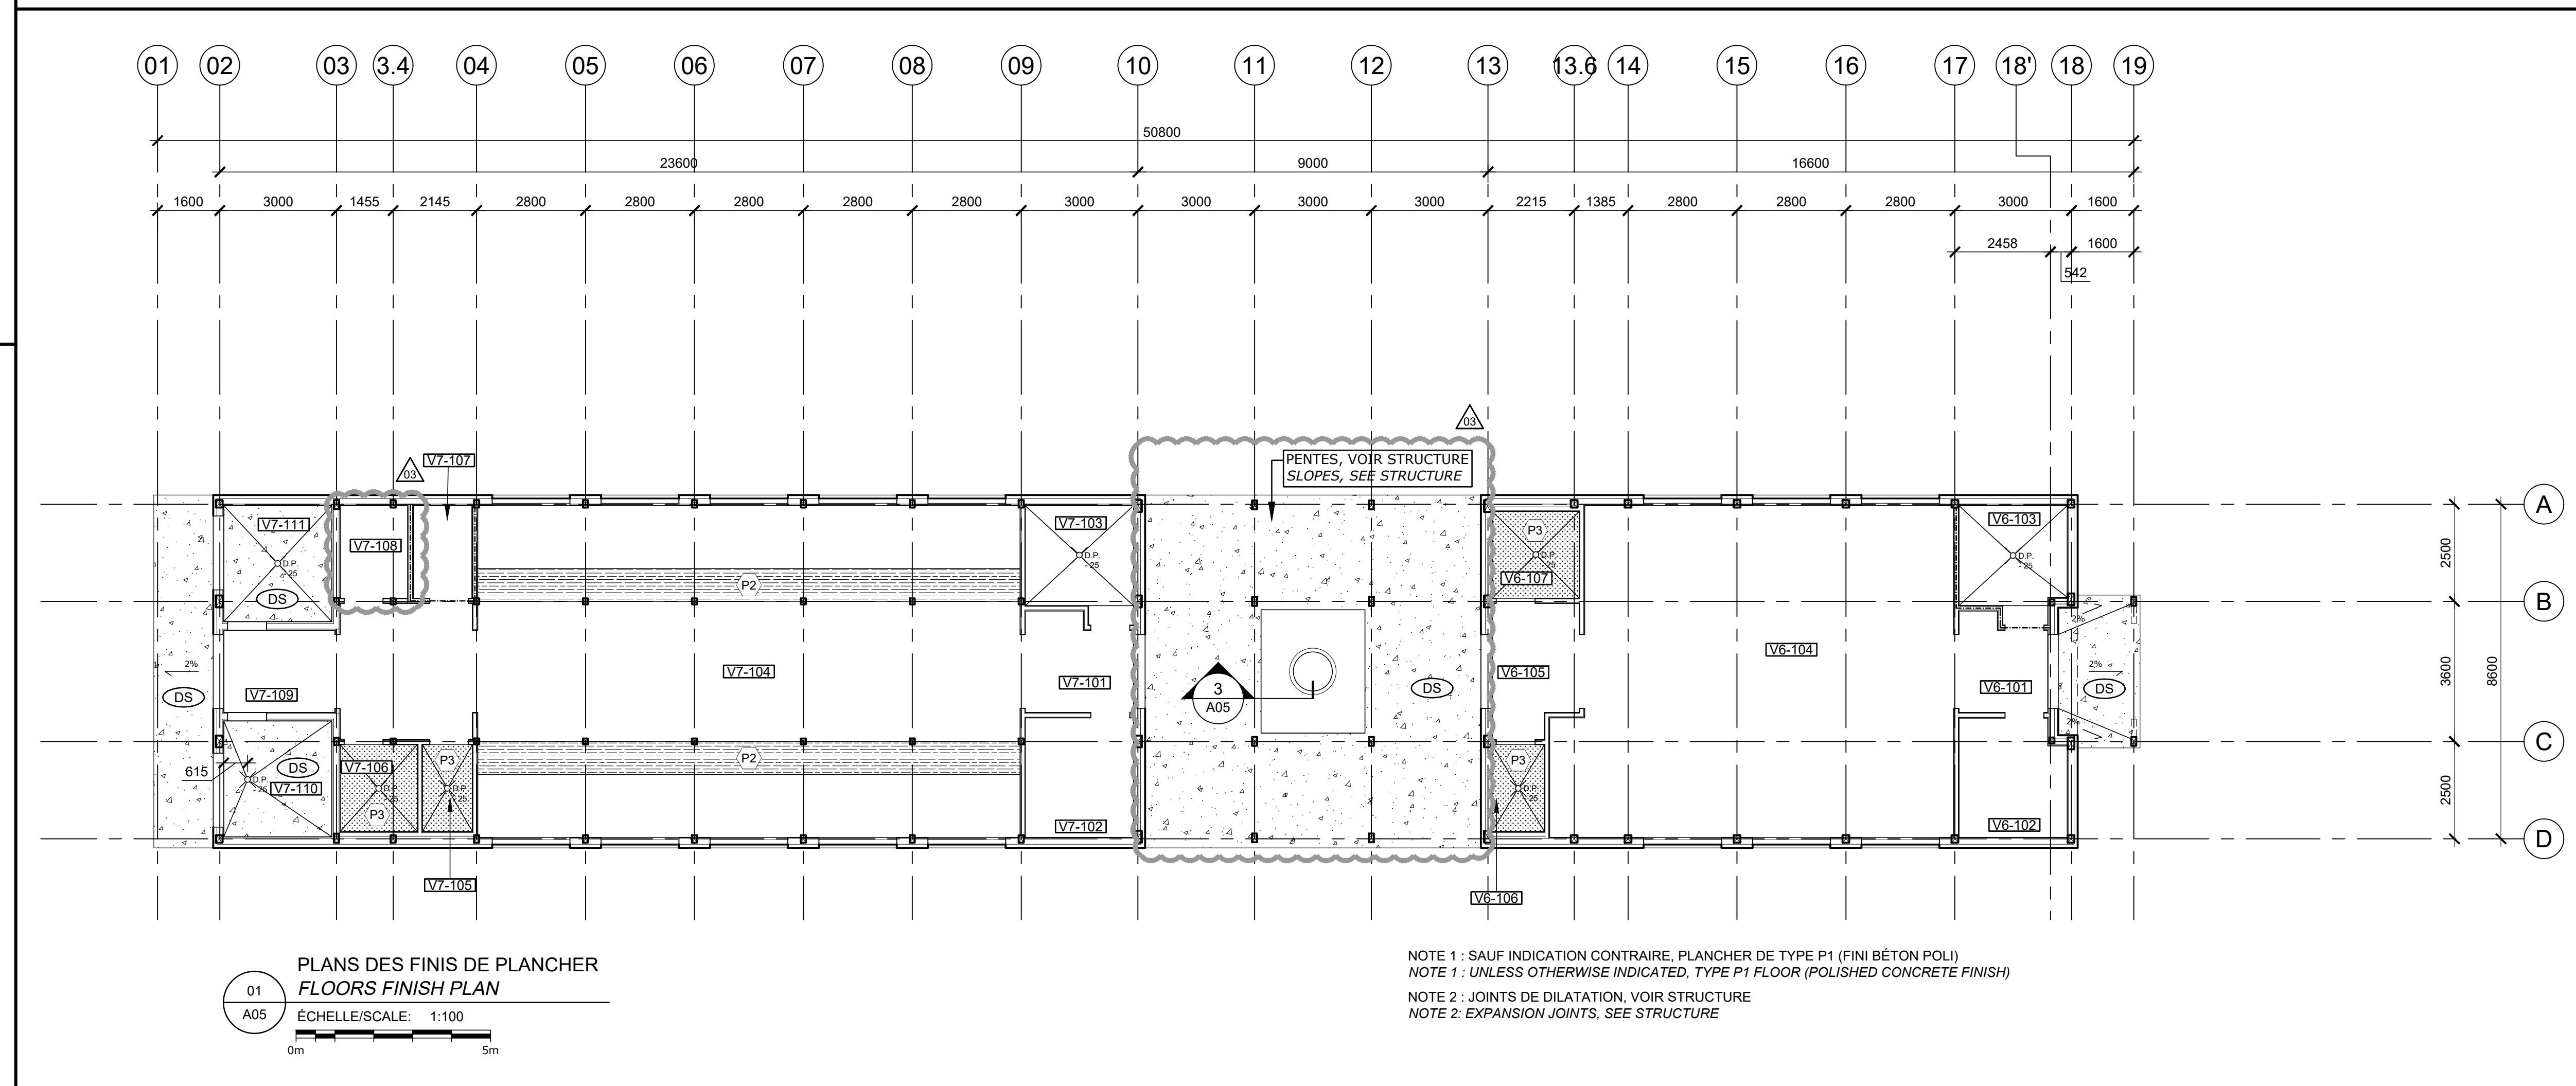 01 02 03 3.4 04 05 06 07 08 09 10 11 12 13 13.6 14 15 16 17 18' 18 19
50800
23600 9000 16600
1600 3000 1455 2145 2800 2800 2800 2800 2800 3000 3000 3000 3000 2215 1385 2800 2800 2800 3000 1600
2458 1600
542
03
03
V7-107
PENTES, VOIR STRUCTURE
SLOPES, SEE STRUCTURE
A
V7-111
V7-108
V7-103
P3
V6-103
D.P.
- 25
D.P.
- 25
D.P.
- 25
D.P.
- 25
V6-107
2500
DS
P2
B
2%
V7-104
V6-104
2%
DS
V7-109
V7-101
3
A05
DS
V6-105
V6-101
2%
DS
2%
3600
8600
C
615
DS
D.P.
- 25
V7-110
V7-106
D.P.
- 25
P3
P3
D.P.
- 25
P2
P3
D.P.
- 25
2500
V7-102
V6-102
D
V7-105
V6-106
PLANS DES FINIS DE PLANCHER
FLOORS FINISH PLAN
01
A05
ÉCHELLE/SCALE: 1:100
0m 5m
NOTE 1 : SAUF INDICATION CONTRAIRE, PLANCHER DE TYPE P1 (FINI BÉTON POLI)
NOTE 1 : UNLESS OTHERWISE INDICATED, TYPE P1 FLOOR (POLISHED CONCRETE FINISH)
NOTE 2 : JOINTS DE DILATATION, VOIR STRUCTURE
NOTE 2: EXPANSION JOINTS, SEE STRUCTURE